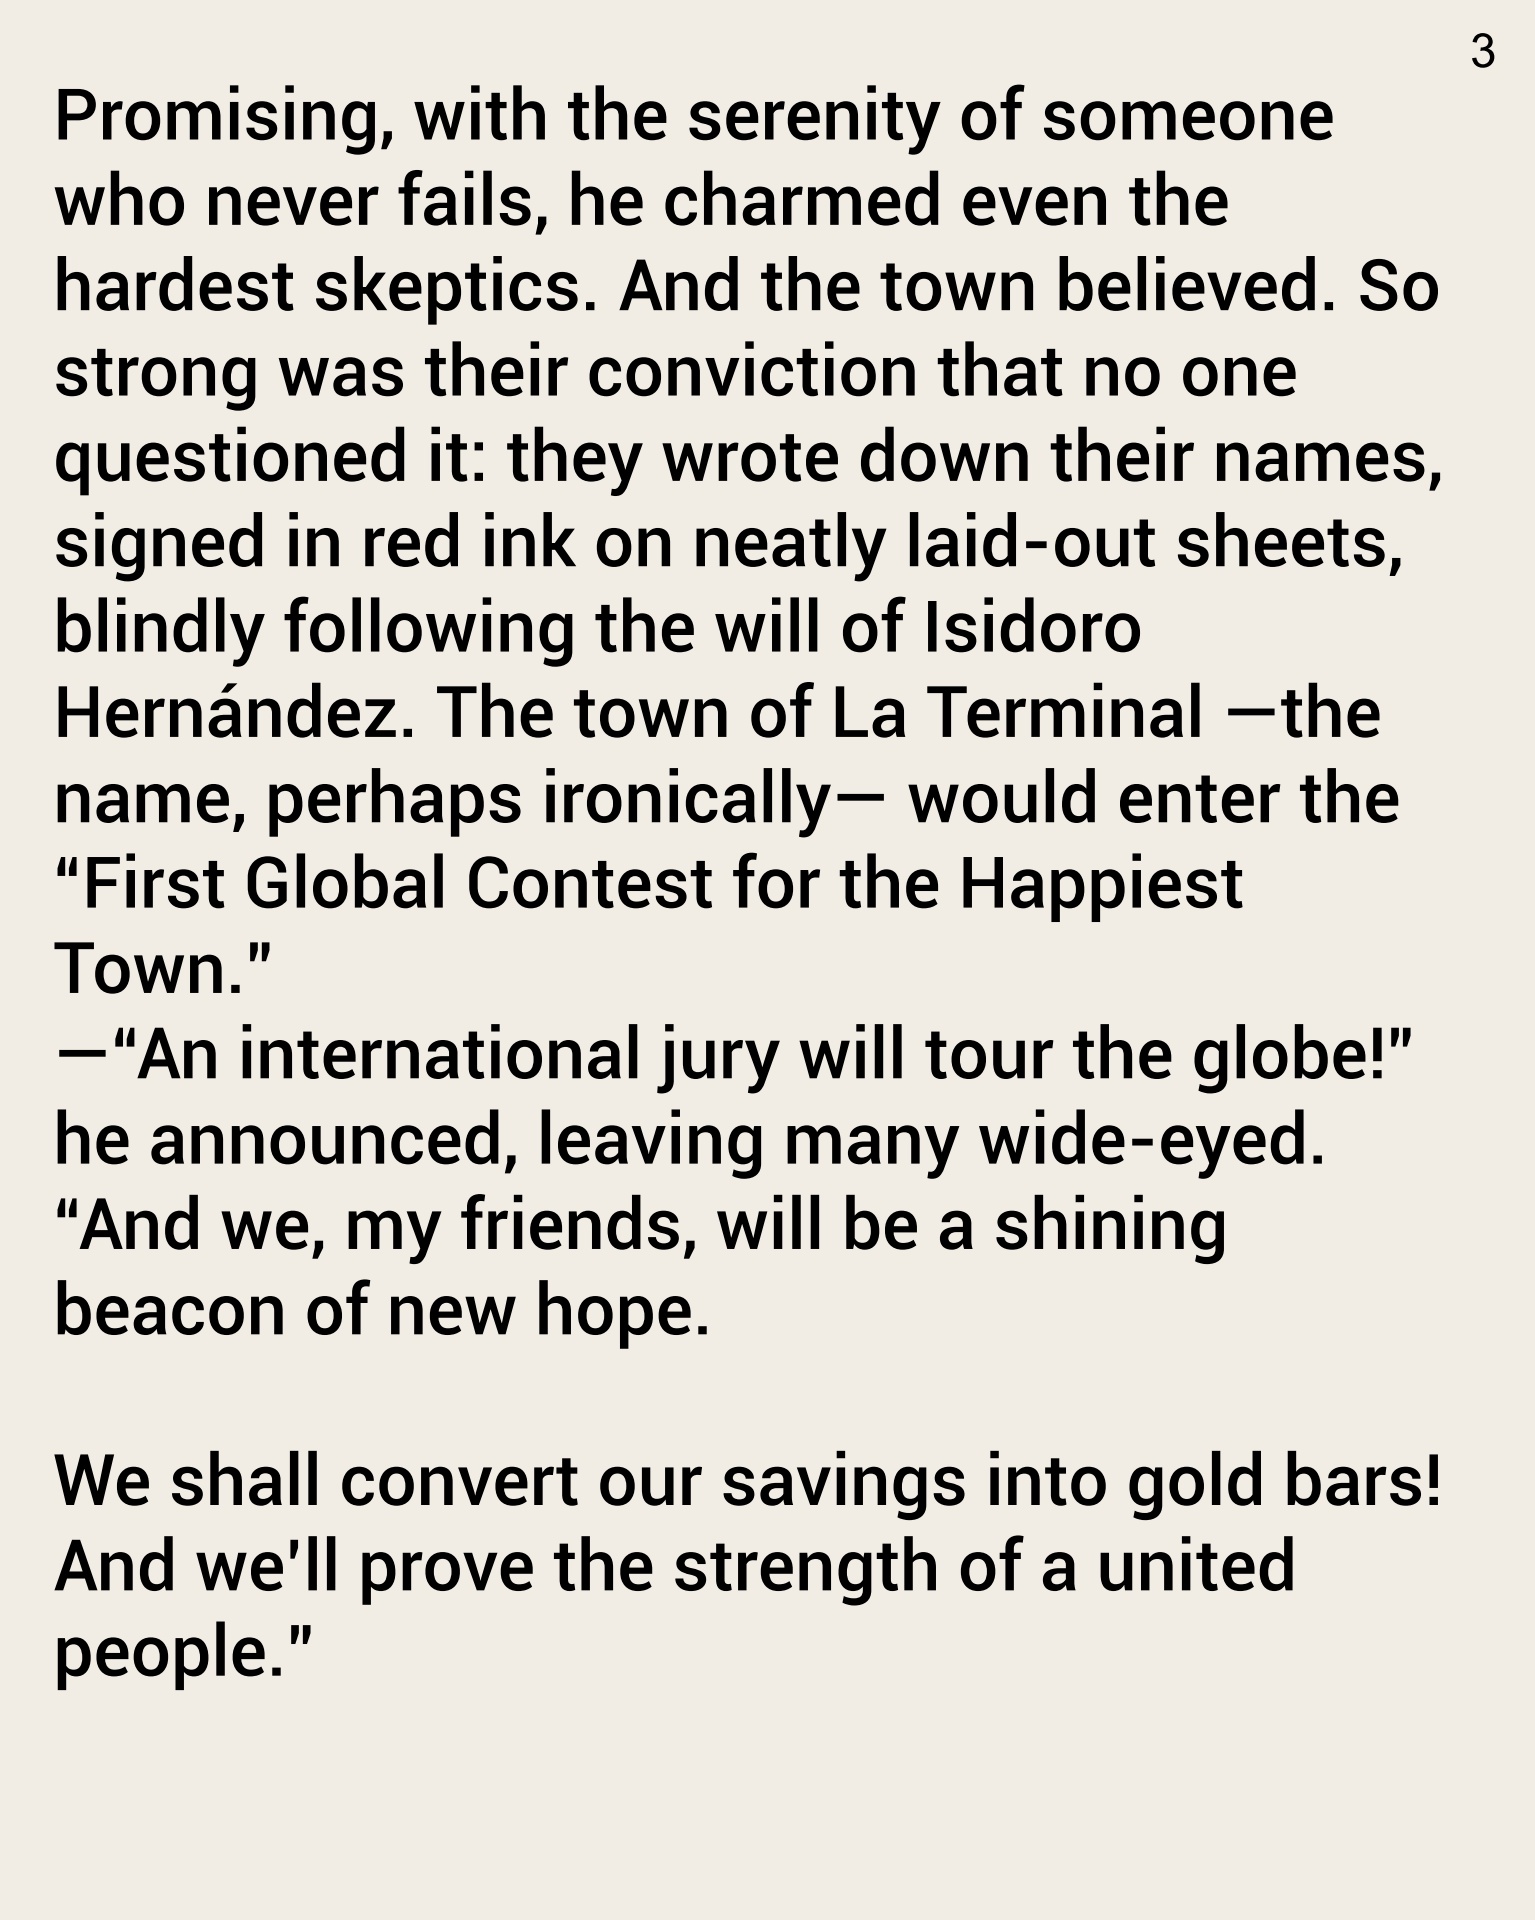 3
Promising, with the serenity of someone
who never fails, he charmed even the
hardest skeptics. And the town believed. So
strong was their conviction that no one
questioned it: they wrote down their names,
signed in red ink on neatly laid-out sheets,
blindly following the will of Isidoro
Hernández. The town of La Terminal —the
name, perhaps ironically— would enter the
“First Global Contest for the Happiest
Town.”
—“An international jury will tour the globe!”
he announced, leaving many wide-eyed.
“And we, my friends, will be a shining
beacon of new hope.
We shall convert our savings into gold bars!
And we'll prove the strength of a united
people.”